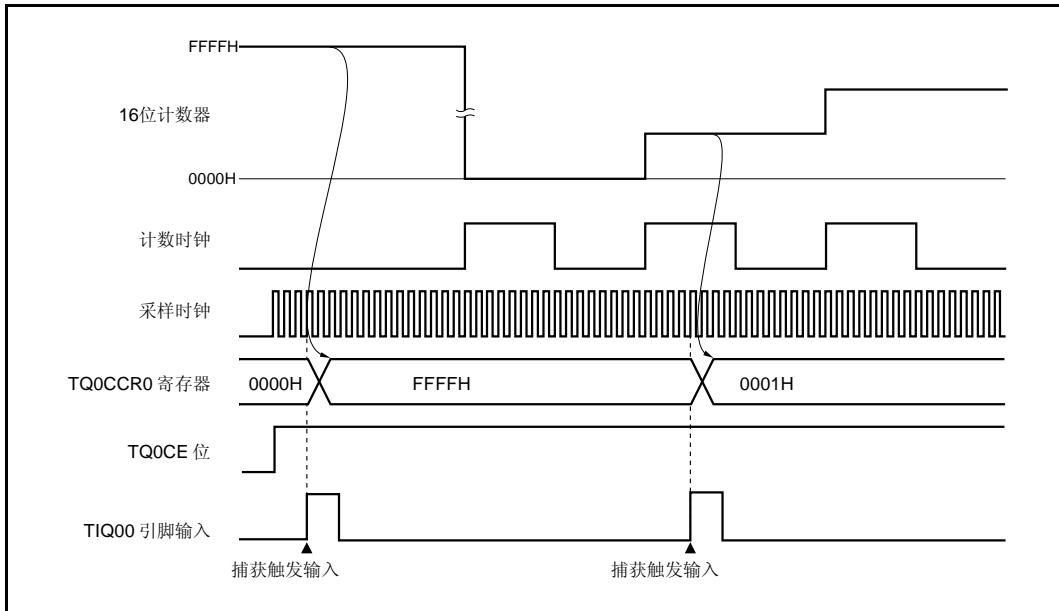 FFFFH
16位计数器
0000H
计数时钟
采样时钟
TQ0CCR0 寄存器 0000H FFFFH 0001H
TQ0CE 位
TIQ00 引脚输入
捕获触发输入 捕获触发输入